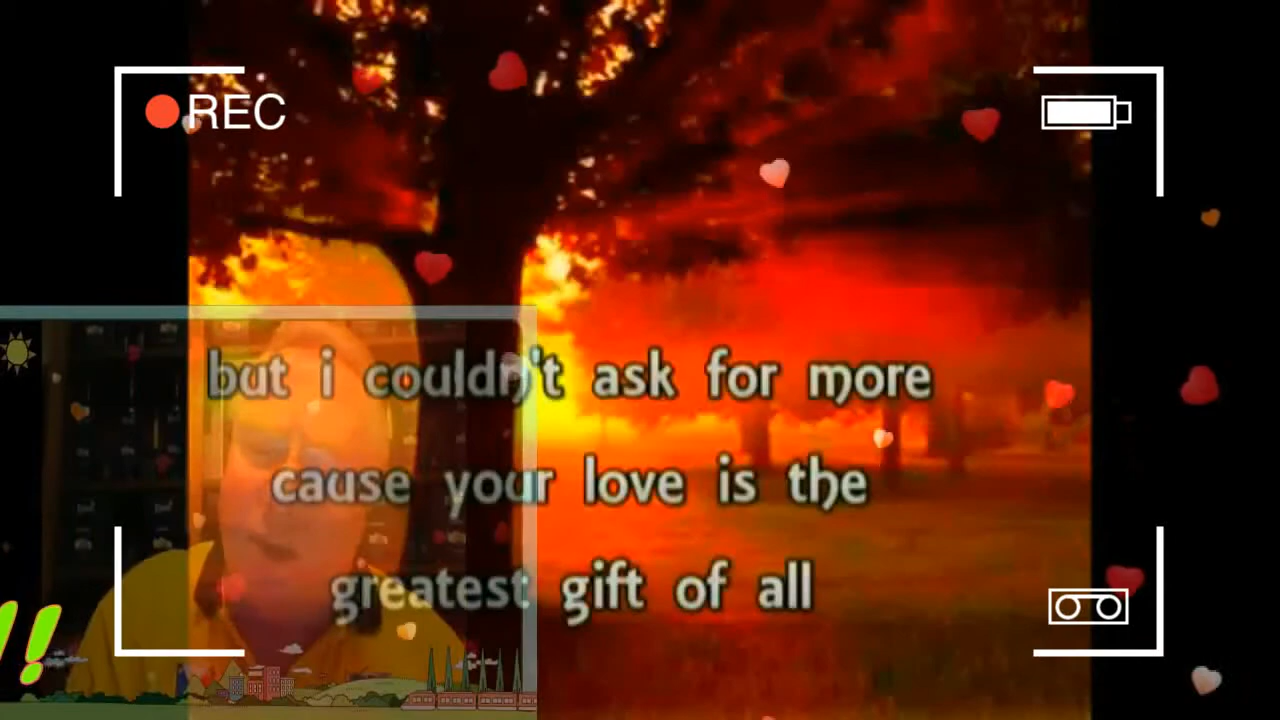 REC
but i couldn't ask for more
cause your love is the
greatest gift of all
!!